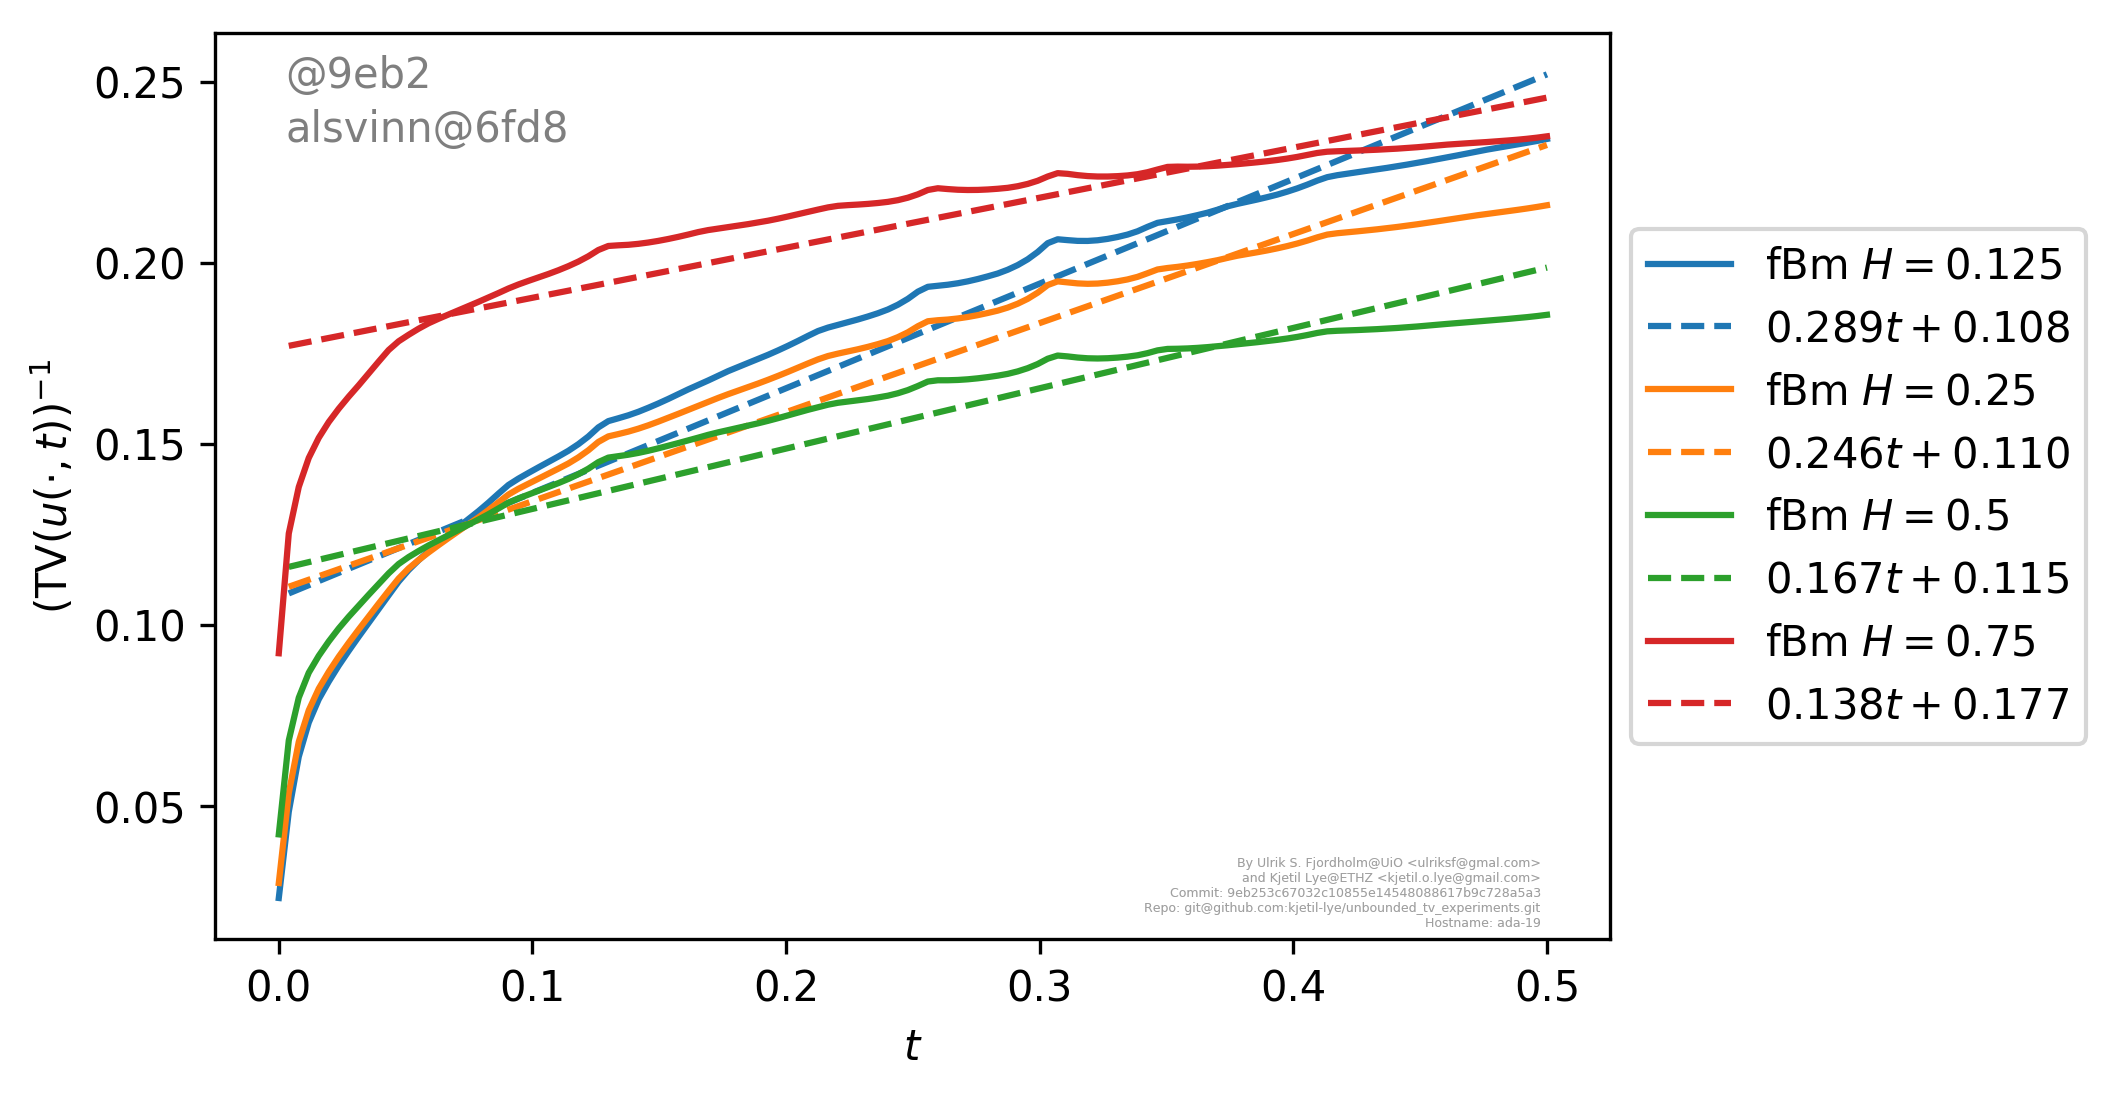 @9eb2
alsvinn@6fd8
0.25
0.20
0.15
0.10
0.05
(TV(u(·,t))⁻¹
0.0 0.1 0.2 0.3 0.4 0.5
t
fBm H = 0.125
0.289t + 0.108
fBm H = 0.25
0.246t + 0.110
fBm H = 0.5
0.167t + 0.115
fBm H = 0.75
0.138t + 0.177
By Ulrik S. Fjordholm@UiO <ulriksf@gmal.com>
and Kjetil Lye@ETHZ <kjetil.o.lye@gmail.com>
Commit: 9eb253c67032c10855e14548088617b9c728a5a3
Repo: git@github.com:kjetil-lye/unbounded_tv_experiments.git
Hostname: ada-19